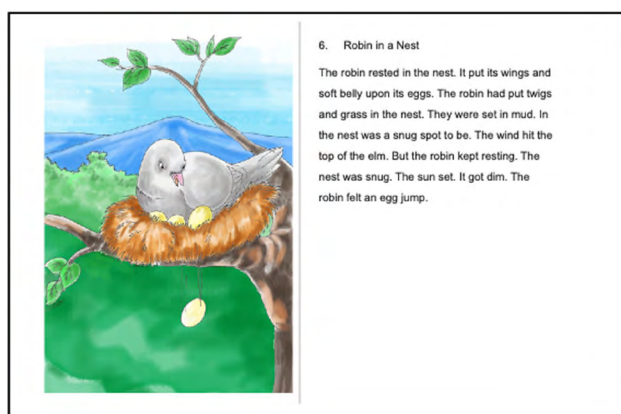 6. Robin in a Nest
The robin rested in the nest. It put its wings and
soft belly upon its eggs. The robin had put twigs
and grass in the nest. They were set in mud. In
the nest was a snug spot to be. The wind hit the
top of the elm. But the robin kept resting. The
nest was snug. The sun set. It got dim. The
robin felt an egg jump.